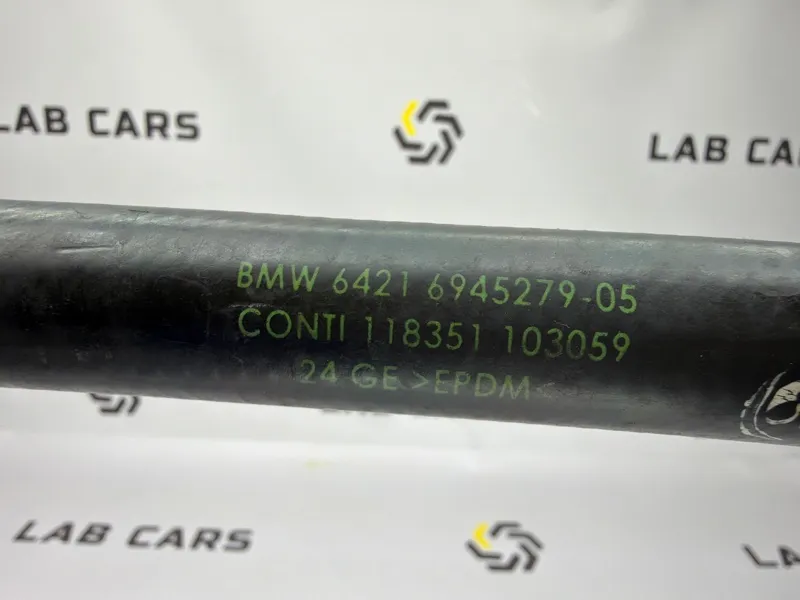 LAB CARS
LAB CA
BMW 6421 6945279-05
CONTI 118351 103059
24 GE >EPDM<
LAB CARS